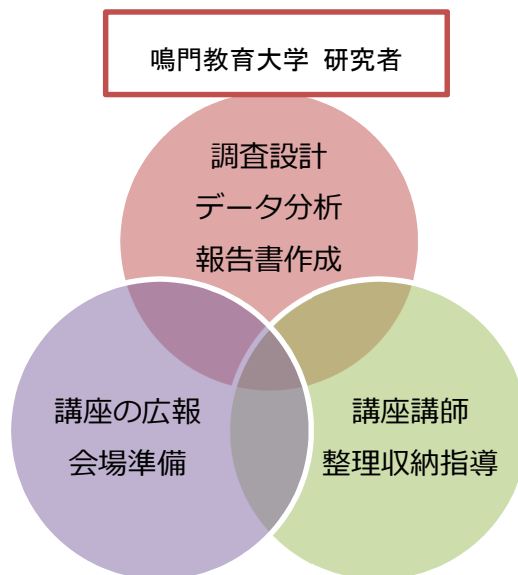 鳴門教育大学 研究者
調査設計
データ分析
報告書作成
講座の広報
会場準備
講座講師
整理収納指導